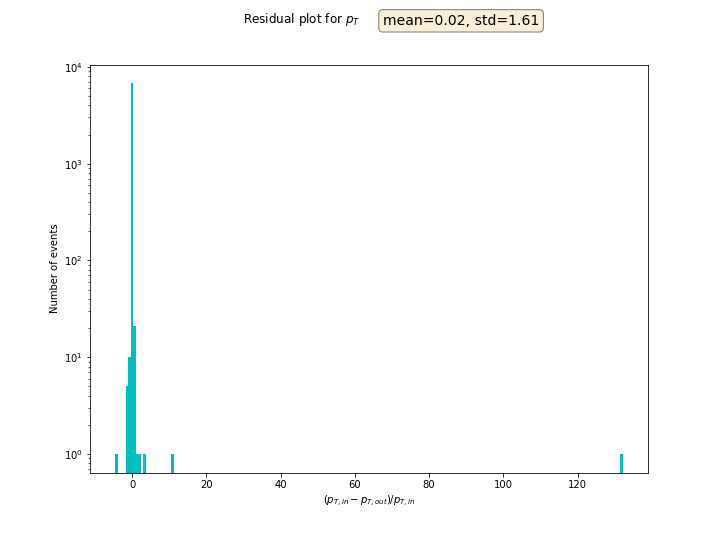 Residual plot for p_T
mean=0.02, std=1.61
Number of events
10^4
10^3
10^2
10^1
10^0
0 20 40 60 80 100 120
(p_{T,in} − p_{T,out})/p_{T,in}